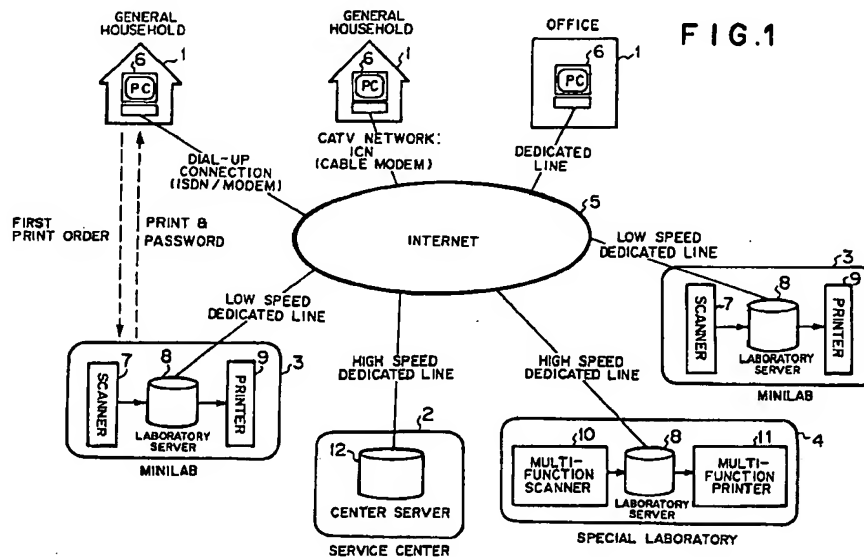 FIG.1
GENERAL
HOUSEHOLD
1
6
PC
GENERAL
HOUSEHOLD
1
6
PC
OFFICE
1
6
PC
DIAL-UP
CONNECTION
(ISDN/MODEM)
CATV NETWORK:
ICN
(CABLE MODEM)
DEDICATED
LINE
FIRST
PRINT ORDER
PRINT &
PASSWORD
INTERNET
5
LOW SPEED
DEDICATED LINE
LOW SPEED
DEDICATED LINE
HIGH SPEED
DEDICATED LINE
HIGH SPEED
DEDICATED LINE
3
7
SCANNER
8
LABORATORY
SERVER
9
PRINTER
MINILAB
3
7
SCANNER
8
LABORATORY
SERVER
9
PRINTER
MINILAB
2
12
CENTER SERVER
SERVICE CENTER
4
10
MULTI-
FUNCTION
SCANNER
8
LABORATORY
SERVER
11
MULTI-
FUNCTION
PRINTER
SPECIAL LABORATORY